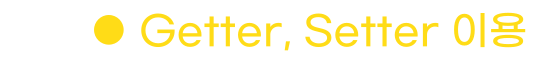 ● Getter, Setter 이용